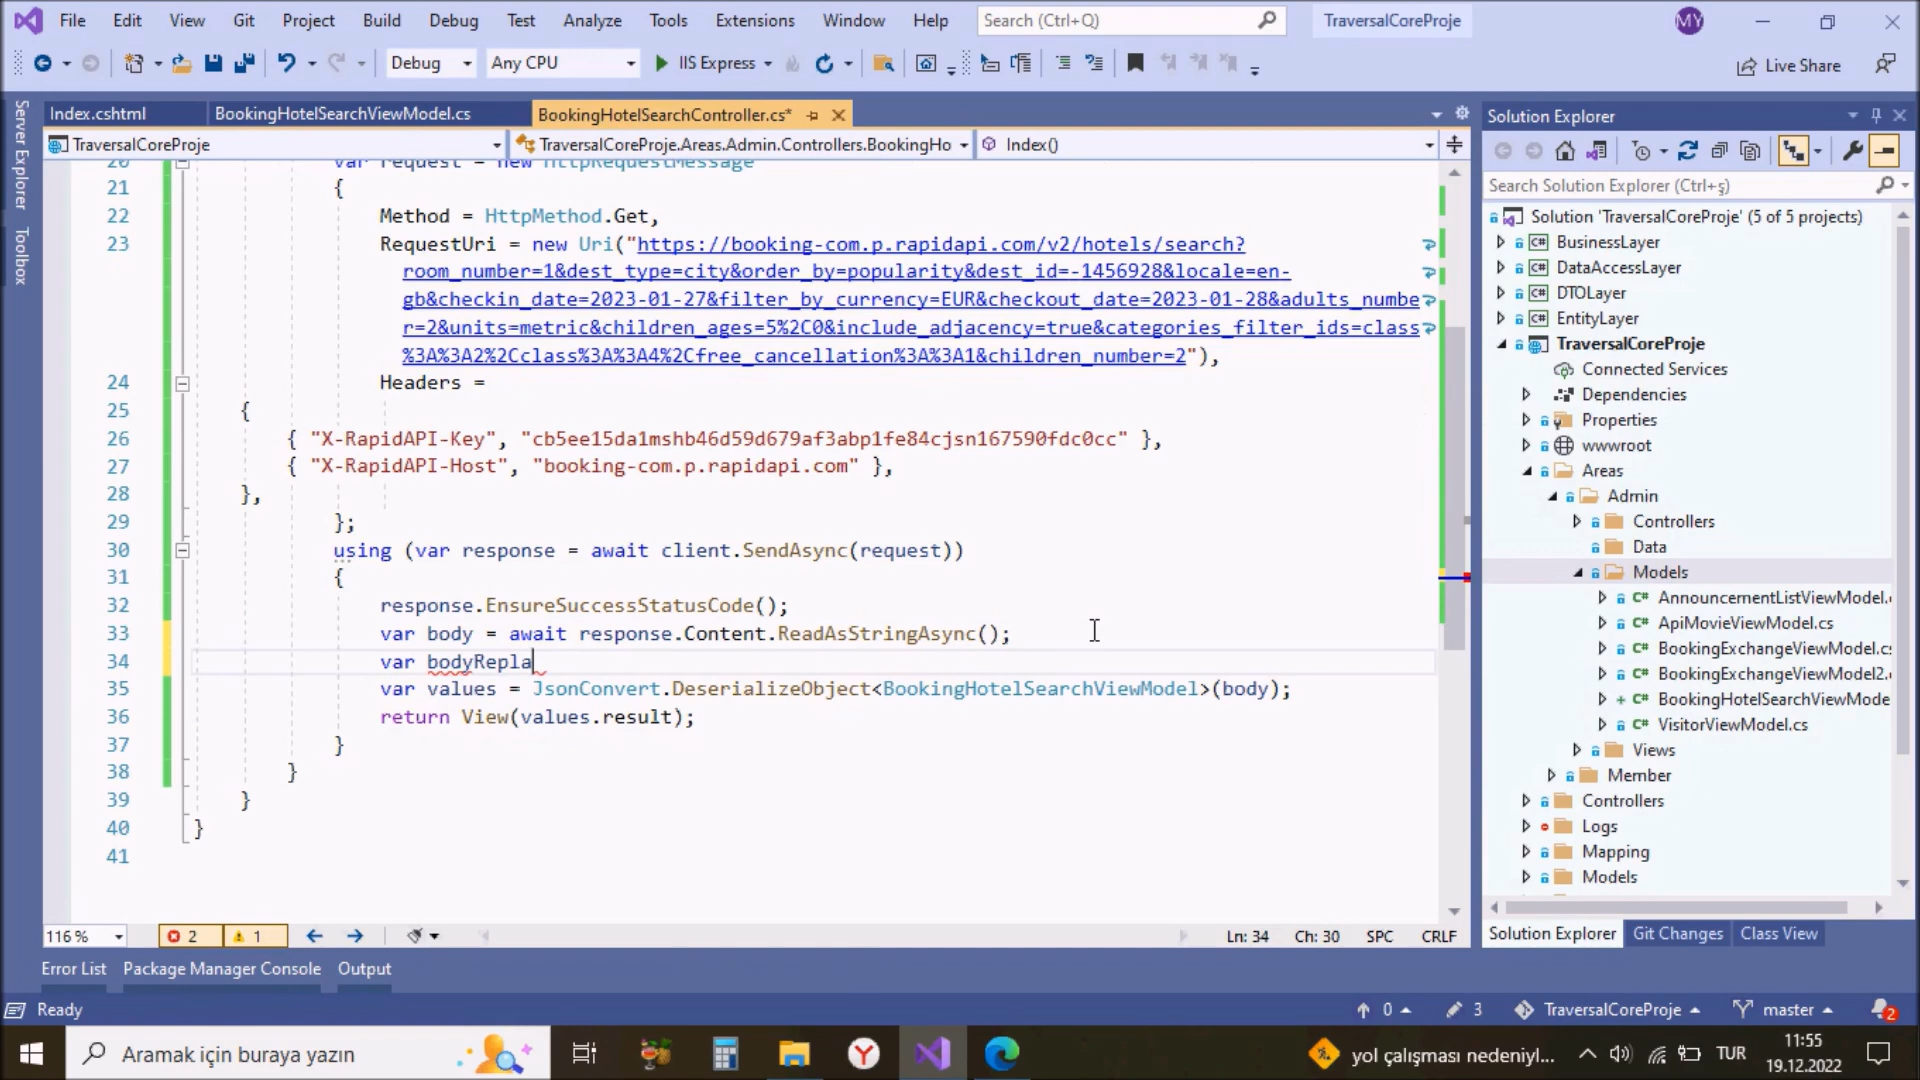 File Edit View Git Project Build Debug Test Analyze Tools Extensions Window Help Search (Ctrl+Q) TraversalCoreProje MY
Debug Any CPU IIS Express Live Share
Server Explorer
Toolbox
Index.cshtml BookingHotelSearchViewModel.cs BookingHotelSearchController.cs*
TraversalCoreProje TraversalCoreProje.Areas.Admin.Controllers.BookingHo Index()
20 var request = new HttpRequestMessage
21 {
22 Method = HttpMethod.Get,
23 RequestUri = new Uri("https://booking-com.p.rapidapi.com/v2/hotels/search?
room_number=1&dest_type=city&order_by=popularity&dest_id=-1456928&locale=en-
gb&checkin_date=2023-01-27&filter_by_currency=EUR&checkout_date=2023-01-28&adults_numbe
r=2&units=metric&children_ages=5%2C0&include_adjacency=true&categories_filter_ids=class
%3A%3A2%2Cclass%3A%3A4%2Cfree_cancellation%3A%3A1&children_number=2"),
24 Headers =
25 {
26 { "X-RapidAPI-Key", "cb5ee15da1mshb46d59d679af3abp1fe84cjsn167590fdc0cc" },
27 { "X-RapidAPI-Host", "booking-com.p.rapidapi.com" },
28 },
29 };
30 using (var response = await client.SendAsync(request))
31 {
32 response.EnsureSuccessStatusCode();
33 var body = await response.Content.ReadAsStringAsync();
34 var bodyRepla
35 var values = JsonConvert.DeserializeObject<BookingHotelSearchViewModel>(body);
36 return View(values.result);
37 }
38 }
39 }
40 }
41
116 % 2 1 Ln: 34 Ch: 30 SPC CRLF
Error List Package Manager Console Output
Solution Explorer
Search Solution Explorer (Ctrl+ş)
Solution 'TraversalCoreProje' (5 of 5 projects)
BusinessLayer
DataAccessLayer
DTOLayer
EntityLayer
TraversalCoreProje
Connected Services
Dependencies
Properties
wwwroot
Areas
Admin
Controllers
Data
Models
AnnouncementListViewModel.
ApiMovieViewModel.cs
BookingExchangeViewModel.cs
BookingExchangeViewModel2.
BookingHotelSearchViewMode
VisitorViewModel.cs
Views
Member
Controllers
Logs
Mapping
Models
Solution Explorer Git Changes Class View
Ready 0 3 TraversalCoreProje master 2
Aramak için buraya yazın yol çalışması nedeniyl... TUR 11:55
19.12.2022